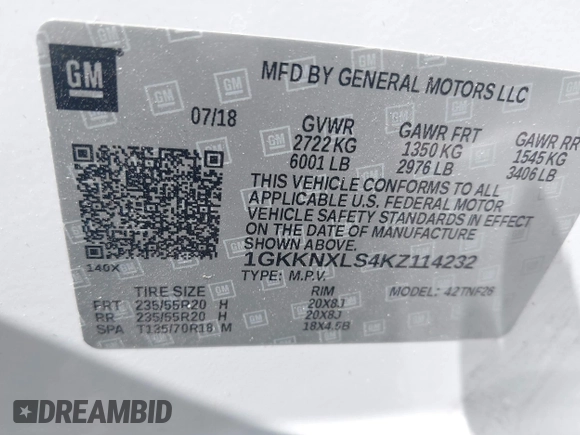 GM
MFD BY GENERAL MOTORS LLC
07/18 GVWR GAWR FRT GAWR RR
2722 KG 1350 KG 1545 KG
6001 LB 2976 LB 3406 LB
THIS VEHICLE CONFORMS TO ALL
APPLICABLE U.S. FEDERAL MOTOR
VEHICLE SAFETY STANDARDS IN EFFECT
ON THE DATE OF MANUFACTURE
SHOWN ABOVE.
1GKKNXLS4KZ114232
140X TYPE: M.P.V. MODEL: 42TNF26
TIRE SIZE RIM
FRT 235/55R20 H 20X8J
RR 235/55R20 H 20X8J
SPA T135/70R18 M 18X4.5B
DREAMBID